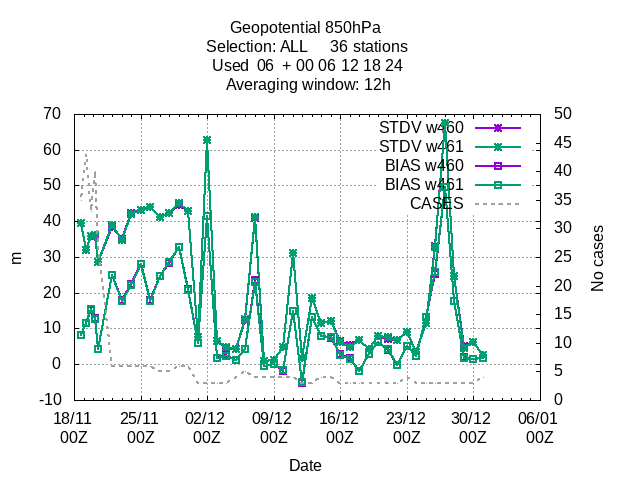 Geopotential 850hPa
Selection: ALL     36 stations
Used  06  + 00 06 12 18 24
Averaging window: 12h
70 50
60 45
50 40
40 35
30 30
20 25
10 20
0 15
-10 10
5
0
STDV w460
STDV w461
BIAS w460
BIAS w461
CASES
m
No cases
18/11 25/11 02/12 09/12 16/12 23/12 30/12 06/01
00Z 00Z 00Z 00Z 00Z 00Z 00Z 00Z
Date